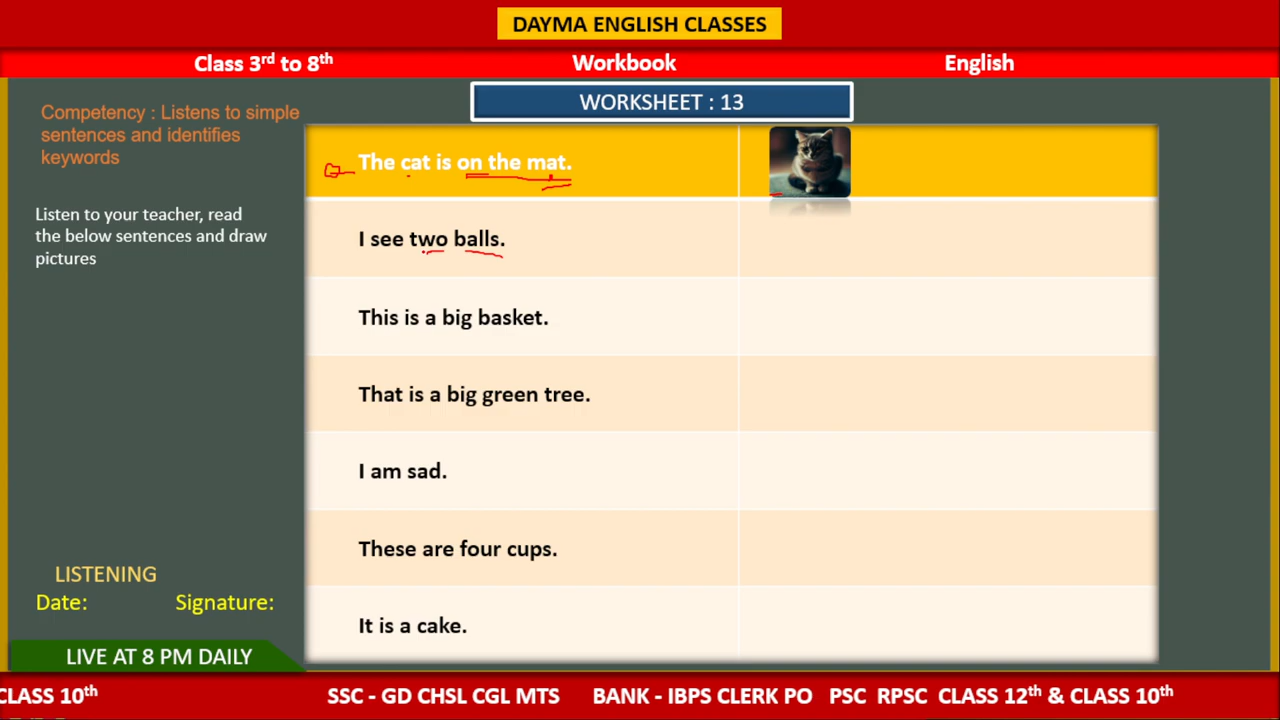 DAYMA ENGLISH CLASSES
Class 3rd to 8th Workbook English
WORKSHEET : 13
Competency : Listens to simple
sentences and identifies
keywords
Listen to your teacher, read
the below sentences and draw
pictures
The cat is on the mat.
I see two balls.
This is a big basket.
That is a big green tree.
I am sad.
These are four cups.
It is a cake.
LISTENING
Date: Signature:
LIVE AT 8 PM DAILY
CLASS 10th SSC - GD CHSL CGL MTS BANK - IBPS CLERK PO PSC RPSC CLASS 12th & CLASS 10th